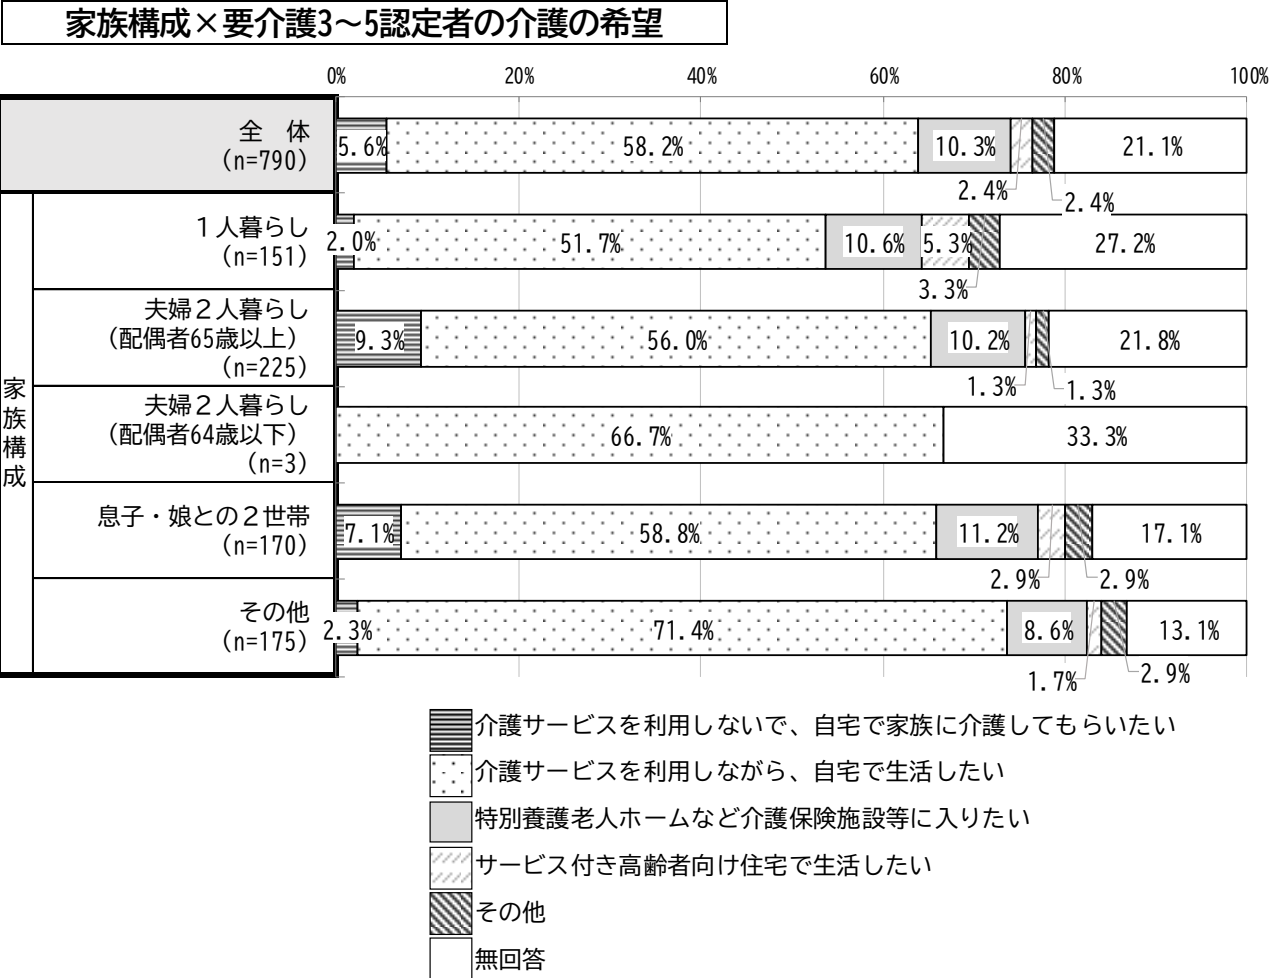 家族構成×要介護3～5認定者の介護の希望
0% 20% 40% 60% 80% 100%
全　体
(n=790)
5.6% 58.2% 10.3% 2.4% 2.4% 21.1%
家族構成
１人暮らし
(n=151)
2.0% 51.7% 10.6% 5.3% 3.3% 27.2%
夫婦２人暮らし
(配偶者65歳以上)
(n=225)
9.3% 56.0% 10.2% 1.3% 1.3% 21.8%
夫婦２人暮らし
(配偶者64歳以下)
(n=3)
66.7% 33.3%
息子・娘との２世帯
(n=170)
7.1% 58.8% 11.2% 2.9% 2.9% 17.1%
その他
(n=175)
2.3% 71.4% 8.6% 1.7% 2.9% 13.1%
介護サービスを利用しないで、自宅で家族に介護してもらいたい
介護サービスを利用しながら、自宅で生活したい
特別養護老人ホームなど介護保険施設等に入りたい
サービス付き高齢者向け住宅で生活したい
その他
無回答